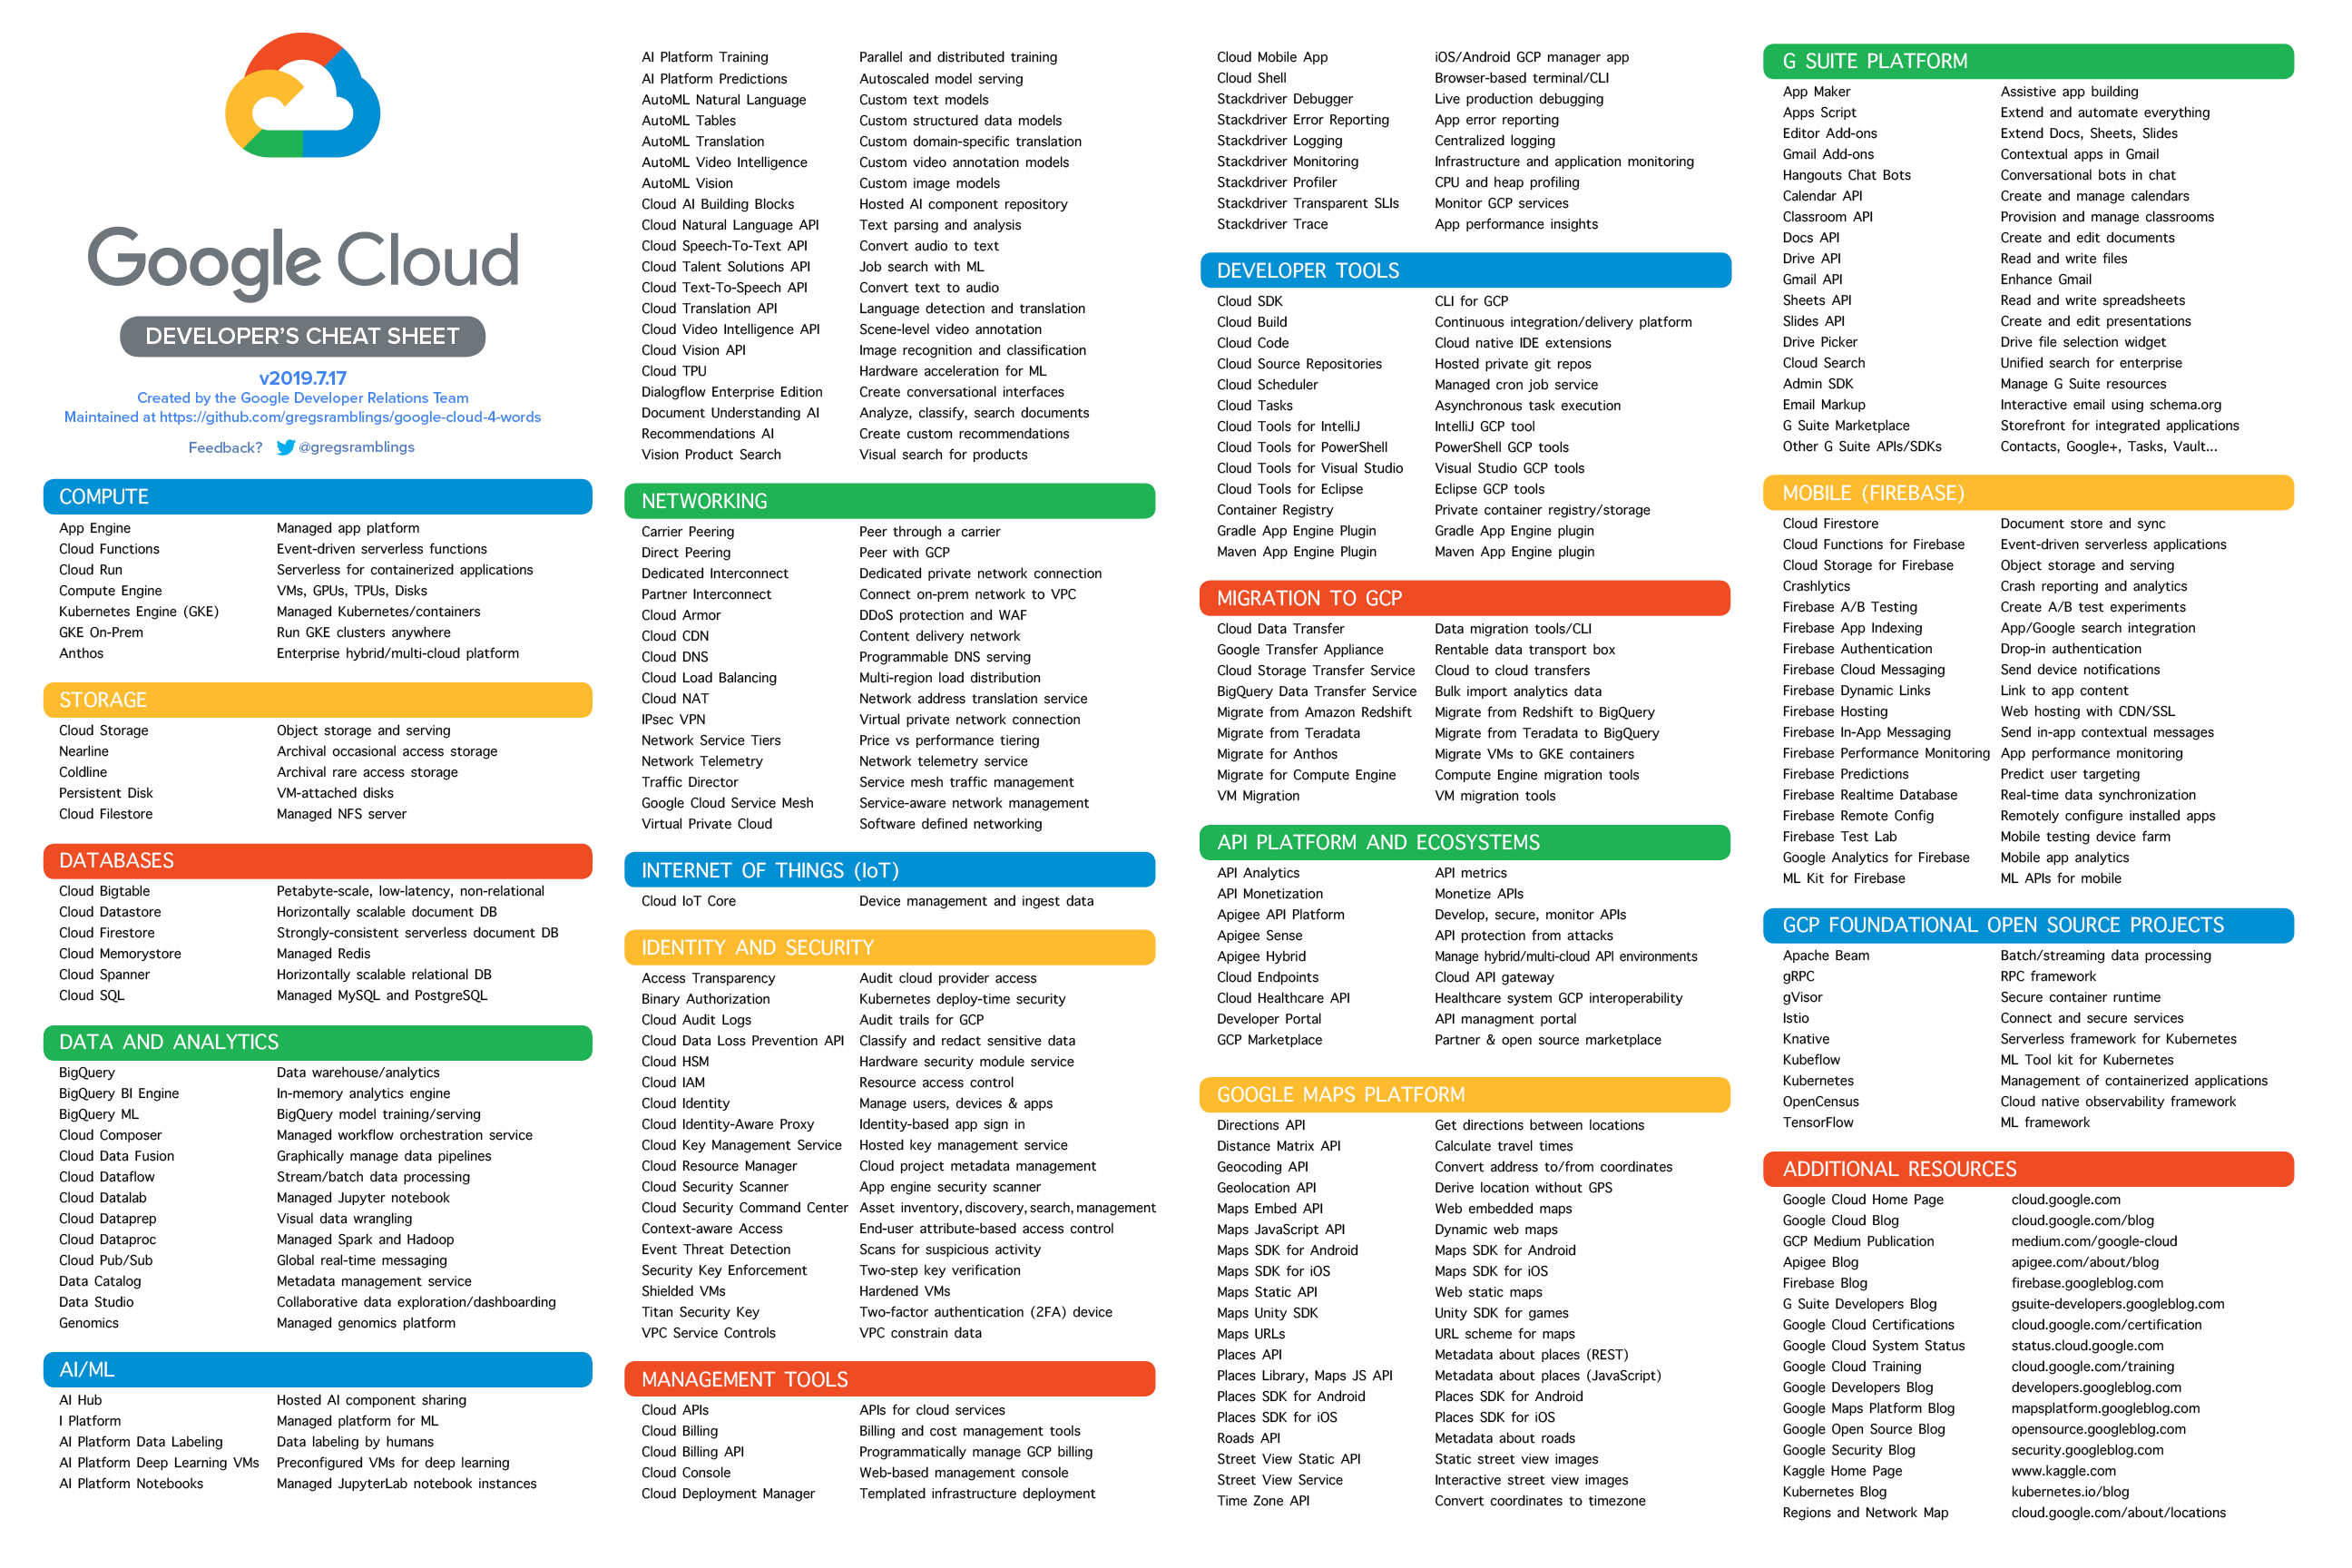 Google Cloud
DEVELOPER'S CHEAT SHEET
v2019.7.17
Created by the Google Developer Relations Team
Maintained at https://github.com/gregsramblings/google-cloud-4-words
Feedback? @gregsramblings
COMPUTE
App Engine Managed app platform
Cloud Functions Event-driven serverless functions
Cloud Run Serverless for containerized applications
Compute Engine VMs, GPUs, TPUs, Disks
Kubernetes Engine (GKE) Managed Kubernetes/containers
GKE On-Prem Run GKE clusters anywhere
Anthos Enterprise hybrid/multi-cloud platform
STORAGE
Cloud Storage Object storage and serving
Nearline Archival occasional access storage
Coldline Archival rare access storage
Persistent Disk VM-attached disks
Cloud Filestore Managed NFS server
DATABASES
Cloud Bigtable Petabyte-scale, low-latency, non-relational
Cloud Datastore Horizontally scalable document DB
Cloud Firestore Strongly-consistent serverless document DB
Cloud Memorystore Managed Redis
Cloud Spanner Horizontally scalable relational DB
Cloud SQL Managed MySQL and PostgreSQL
DATA AND ANALYTICS
BigQuery Data warehouse/analytics
BigQuery BI Engine In-memory analytics engine
BigQuery ML BigQuery model training/serving
Cloud Composer Managed workflow orchestration service
Cloud Data Fusion Graphically manage data pipelines
Cloud Dataflow Stream/batch data processing
Cloud Datalab Managed Jupyter notebook
Cloud Dataprep Visual data wrangling
Cloud Dataproc Managed Spark and Hadoop
Cloud Pub/Sub Global real-time messaging
Data Catalog Metadata management service
Data Studio Collaborative data exploration/dashboarding
Genomics Managed genomics platform
AI/ML
AI Hub Hosted AI component sharing
I Platform Managed platform for ML
AI Platform Data Labeling Data labeling by humans
AI Platform Deep Learning VMs Preconfigured VMs for deep learning
AI Platform Notebooks Managed JupyterLab notebook instances
AI Platform Training Parallel and distributed training
AI Platform Predictions Autoscaled model serving
AutoML Natural Language Custom text models
AutoML Tables Custom structured data models
AutoML Translation Custom domain-specific translation
AutoML Video Intelligence Custom video annotation models
AutoML Vision Custom image models
Cloud AI Building Blocks Hosted AI component repository
Cloud Natural Language API Text parsing and analysis
Cloud Speech-To-Text API Convert audio to text
Cloud Talent Solutions API Job search with ML
Cloud Text-To-Speech API Convert text to audio
Cloud Translation API Language detection and translation
Cloud Video Intelligence API Scene-level video annotation
Cloud Vision API Image recognition and classification
Cloud TPU Hardware acceleration for ML
Dialogflow Enterprise Edition Create conversational interfaces
Document Understanding AI Analyze, classify, search documents
Recommendations AI Create custom recommendations
Vision Product Search Visual search for products
NETWORKING
Carrier Peering Peer through a carrier
Direct Peering Peer with GCP
Dedicated Interconnect Dedicated private network connection
Partner Interconnect Connect on-prem network to VPC
Cloud Armor DDoS protection and WAF
Cloud CDN Content delivery network
Cloud DNS Programmable DNS serving
Cloud Load Balancing Multi-region load distribution
Cloud NAT Network address translation service
IPsec VPN Virtual private network connection
Network Service Tiers Price vs performance tiering
Network Telemetry Network telemetry service
Traffic Director Service mesh traffic management
Google Cloud Service Mesh Service-aware network management
Virtual Private Cloud Software defined networking
INTERNET OF THINGS (IoT)
Cloud IoT Core Device management and ingest data
IDENTITY AND SECURITY
Access Transparency Audit cloud provider access
Binary Authorization Kubernetes deploy-time security
Cloud Audit Logs Audit trails for GCP
Cloud Data Loss Prevention API Classify and redact sensitive data
Cloud HSM Hardware security module service
Cloud IAM Resource access control
Cloud Identity Manage users, devices & apps
Cloud Identity-Aware Proxy Identity-based app sign in
Cloud Key Management Service Hosted key management service
Cloud Resource Manager Cloud project metadata management
Cloud Security Scanner App engine security scanner
Cloud Security Command Center Asset inventory, discovery, search, management
Context-aware Access End-user attribute-based access control
Event Threat Detection Scans for suspicious activity
Security Key Enforcement Two-step key verification
Shielded VMs Hardened VMs
Titan Security Key Two-factor authentication (2FA) device
VPC Service Controls VPC constrain data
MANAGEMENT TOOLS
Cloud APIs APIs for cloud services
Cloud Billing Billing and cost management tools
Cloud Billing API Programmatically manage GCP billing
Cloud Console Web-based management console
Cloud Deployment Manager Templated infrastructure deployment
Cloud Mobile App iOS/Android GCP manager app
Cloud Shell Browser-based terminal/CLI
Stackdriver Debugger Live production debugging
Stackdriver Error Reporting App error reporting
Stackdriver Logging Centralized logging
Stackdriver Monitoring Infrastructure and application monitoring
Stackdriver Profiler CPU and heap profiling
Stackdriver Transparent SLIs Monitor GCP services
Stackdriver Trace App performance insights
DEVELOPER TOOLS
Cloud SDK CLI for GCP
Cloud Build Continuous integration/delivery platform
Cloud Code Cloud native IDE extensions
Cloud Source Repositories Hosted private git repos
Cloud Scheduler Managed cron job service
Cloud Tasks Asynchronous task execution
Cloud Tools for IntelliJ IntelliJ GCP tool
Cloud Tools for PowerShell PowerShell GCP tools
Cloud Tools for Visual Studio Visual Studio GCP tools
Cloud Tools for Eclipse Eclipse GCP tools
Container Registry Private container registry/storage
Gradle App Engine Plugin Gradle App Engine plugin
Maven App Engine Plugin Maven App Engine plugin
MIGRATION TO GCP
Cloud Data Transfer Data migration tools/CLI
Google Transfer Appliance Rentable data transport box
Cloud Storage Transfer Service Cloud to cloud transfers
BigQuery Data Transfer Service Bulk import analytics data
Migrate from Amazon Redshift Migrate from Redshift to BigQuery
Migrate from Teradata Migrate from Teradata to BigQuery
Migrate for Anthos Migrate VMs to GKE containers
Migrate for Compute Engine Compute Engine migration tools
VM Migration VM migration tools
API PLATFORM AND ECOSYSTEMS
API Analytics API metrics
API Monetization Monetize APIs
Apigee API Platform Develop, secure, monitor APIs
Apigee Sense API protection from attacks
Apigee Hybrid Manage hybrid/multi-cloud API environments
Cloud Endpoints Cloud API gateway
Cloud Healthcare API Healthcare system GCP interoperability
Developer Portal API managment portal
GCP Marketplace Partner & open source marketplace
GOOGLE MAPS PLATFORM
Directions API Get directions between locations
Distance Matrix API Calculate travel times
Geocoding API Convert address to/from coordinates
Geolocation API Derive location without GPS
Maps Embed API Web embedded maps
Maps JavaScript API Dynamic web maps
Maps SDK for Android Maps SDK for Android
Maps SDK for iOS Maps SDK for iOS
Maps Static API Web static maps
Maps Unity SDK Unity SDK for games
Maps URLs URL scheme for maps
Places API Metadata about places (REST)
Places Library, Maps JS API Metadata about places (JavaScript)
Places SDK for Android Places SDK for Android
Places SDK for iOS Places SDK for iOS
Roads API Metadata about roads
Street View Static API Static street view images
Street View Service Interactive street view images
Time Zone API Convert coordinates to timezone
G SUITE PLATFORM
App Maker Assistive app building
Apps Script Extend and automate everything
Editor Add-ons Extend Docs, Sheets, Slides
Gmail Add-ons Contextual apps in Gmail
Hangouts Chat Bots Conversational bots in chat
Calendar API Create and manage calendars
Classroom API Provision and manage classrooms
Docs API Create and edit documents
Drive API Read and write files
Gmail API Enhance Gmail
Sheets API Read and write spreadsheets
Slides API Create and edit presentations
Drive Picker Drive file selection widget
Cloud Search Unified search for enterprise
Admin SDK Manage G Suite resources
Email Markup Interactive email using schema.org
G Suite Marketplace Storefront for integrated applications
Other G Suite APIs/SDKs Contacts, Google+, Tasks, Vault...
MOBILE (FIREBASE)
Cloud Firestore Document store and sync
Cloud Functions for Firebase Event-driven serverless applications
Cloud Storage for Firebase Object storage and serving
Crashlytics Crash reporting and analytics
Firebase A/B Testing Create A/B test experiments
Firebase App Indexing App/Google search integration
Firebase Authentication Drop-in authentication
Firebase Cloud Messaging Send device notifications
Firebase Dynamic Links Link to app content
Firebase Hosting Web hosting with CDN/SSL
Firebase In-App Messaging Send in-app contextual messages
Firebase Performance Monitoring App performance monitoring
Firebase Predictions Predict user targeting
Firebase Realtime Database Real-time data synchronization
Firebase Remote Config Remotely configure installed apps
Firebase Test Lab Mobile testing device farm
Google Analytics for Firebase Mobile app analytics
ML Kit for Firebase ML APIs for mobile
GCP FOUNDATIONAL OPEN SOURCE PROJECTS
Apache Beam Batch/streaming data processing
gRPC RPC framework
gVisor Secure container runtime
Istio Connect and secure services
Knative Serverless framework for Kubernetes
Kubeflow ML Tool kit for Kubernetes
Kubernetes Management of containerized applications
OpenCensus Cloud native observability framework
TensorFlow ML framework
ADDITIONAL RESOURCES
Google Cloud Home Page cloud.google.com
Google Cloud Blog cloud.google.com/blog
GCP Medium Publication medium.com/google-cloud
Apigee Blog apigee.com/about/blog
Firebase Blog firebase.googleblog.com
G Suite Developers Blog gsuite-developers.googleblog.com
Google Cloud Certifications cloud.google.com/certification
Google Cloud System Status status.cloud.google.com
Google Cloud Training cloud.google.com/training
Google Developers Blog developers.googleblog.com
Google Maps Platform Blog mapsplatform.googleblog.com
Google Open Source Blog opensource.googleblog.com
Google Security Blog security.googleblog.com
Kaggle Home Page www.kaggle.com
Kubernetes Blog kubernetes.io/blog
Regions and Network Map cloud.google.com/about/locations